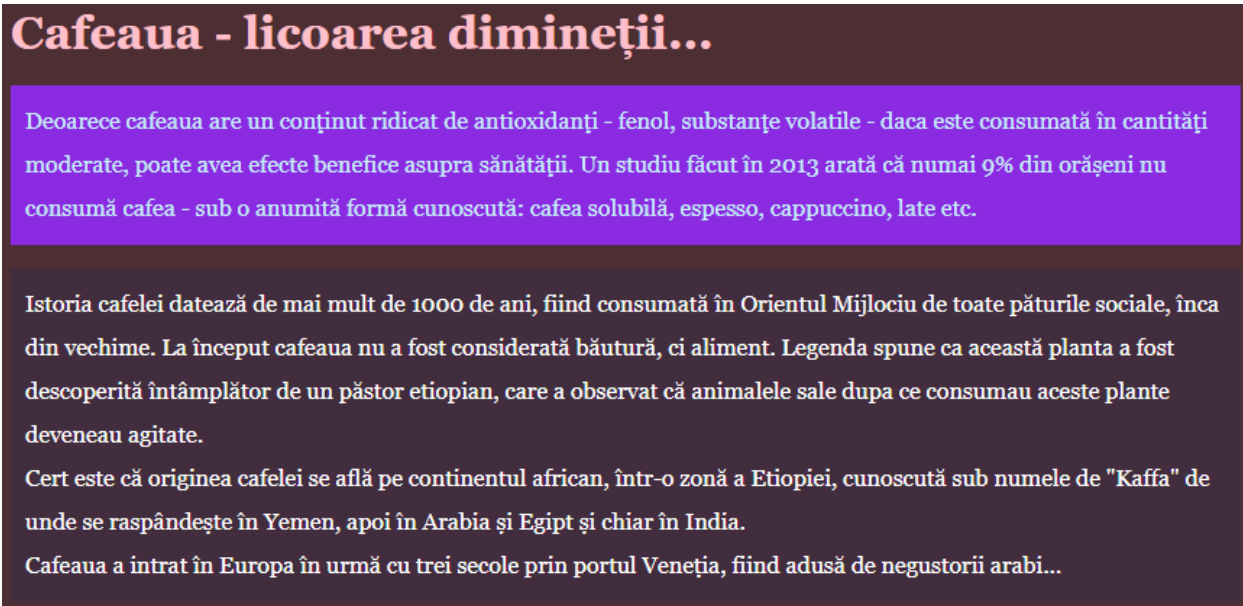 Cafeaua - licoarea dimineții...
Deoarece cafeaua are un conţinut ridicat de antioxidanţi - fenol, substanţe volatile - daca este consumată în cantităţi
moderate, poate avea efecte benefice asupra sănătăţii. Un studiu făcut în 2013 arată că numai 9% din orășeni nu
consumă cafea - sub o anumită formă cunoscută: cafea solubilă, espesso, cappuccino, late etc.
Istoria cafelei datează de mai mult de 1000 de ani, fiind consumată în Orientul Mijlociu de toate păturile sociale, înca
din vechime. La început cafeaua nu a fost considerată băutură, ci aliment. Legenda spune ca această planta a fost
descoperită întâmplător de un păstor etiopian, care a observat că animalele sale dupa ce consumau aceste plante
deveneau agitate.
Cert este că originea cafelei se află pe continentul african, într-o zonă a Etiopiei, cunoscută sub numele de "Kaffa" de
unde se raspândește în Yemen, apoi în Arabia și Egipt și chiar în India.
Cafeaua a intrat în Europa în urmă cu trei secole prin portul Veneția, fiind adusă de negustorii arabi...